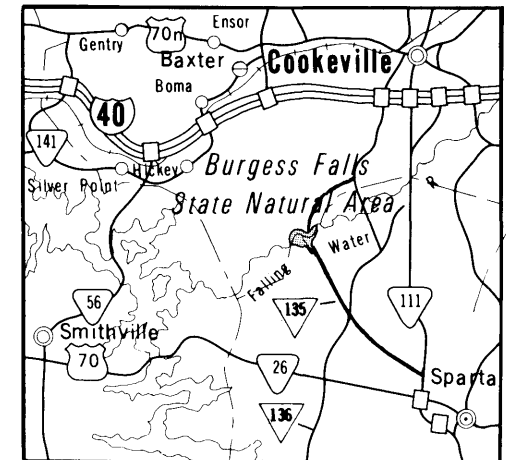 Ensor
70n
Gentry
Baxter
Cookeville
Boma
40
141
Hickey
Burgess Falls
Silver Point
State Natural Area
R
Water
Falling
56
135
111
Smithville
70
26
Sparta
136